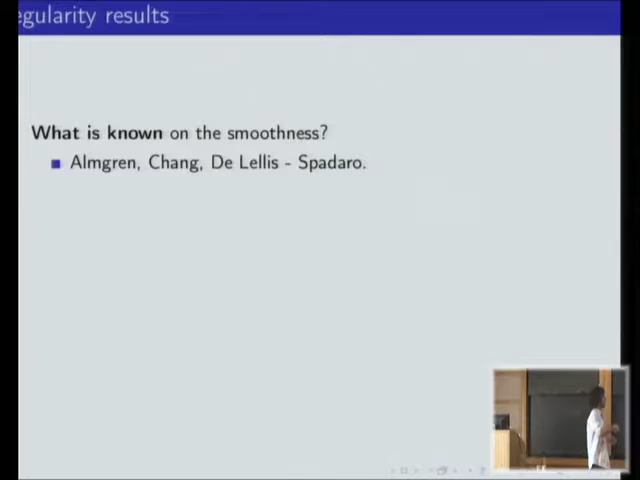 egularity results
What is known on the smoothness?
Almgren, Chang, De Lellis - Spadaro.